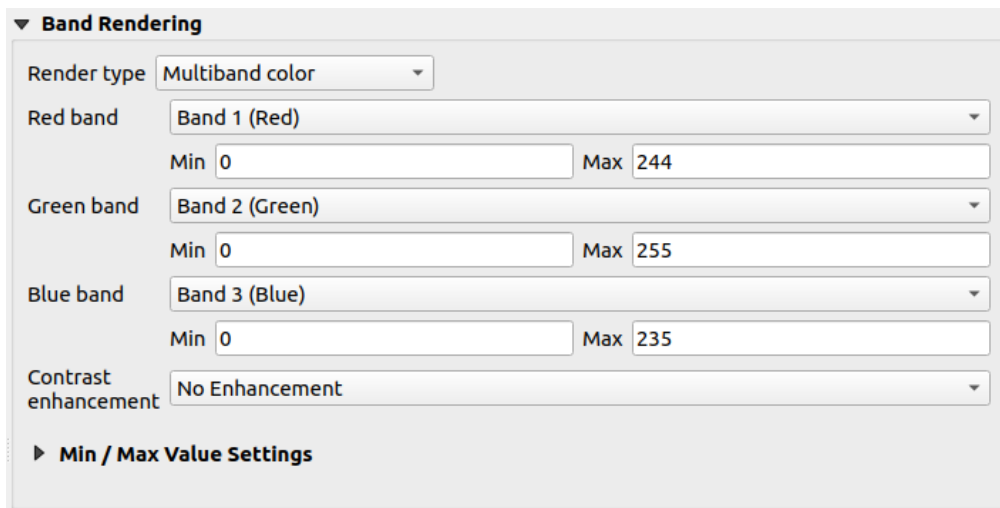 Band Rendering
Render type Multiband color
Red band Band 1 (Red)
Min 0 Max 244
Green band Band 2 (Green)
Min 0 Max 255
Blue band Band 3 (Blue)
Min 0 Max 235
Contrast
enhancement No Enhancement
Min / Max Value Settings